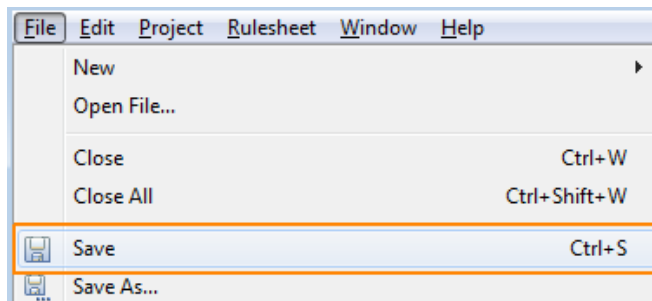 File Edit Project Rulesheet Window Help
New
Open File...
Close Ctrl+W
Close All Ctrl+Shift+W
Save Ctrl+S
Save As...